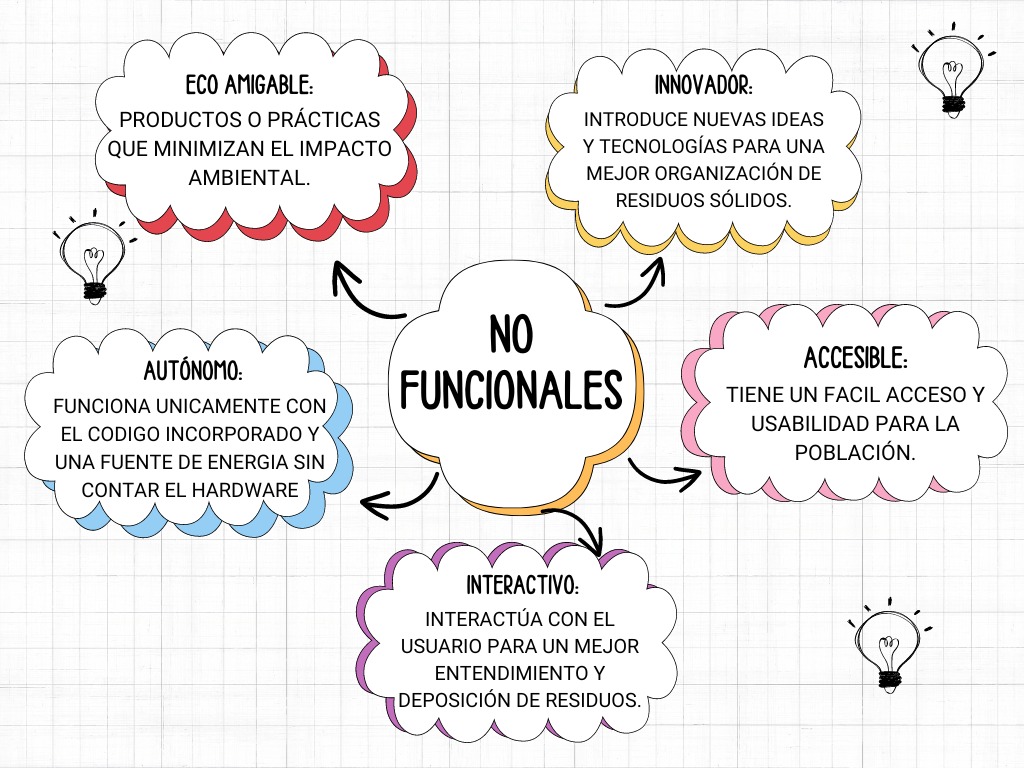 ECO AMIGABLE:
PRODUCTOS O PRÁCTICAS
QUE MINIMIZAN EL IMPACTO
AMBIENTAL.
INNOVADOR:
INTRODUCE NUEVAS IDEAS
Y TECNOLOGÍAS PARA UNA
MEJOR ORGANIZACIÓN DE
RESIDUOS SÓLIDOS.
NO
FUNCIONALES
AUTÓNOMO:
FUNCIONA UNICAMENTE CON
EL CODIGO INCORPORADO Y
UNA FUENTE DE ENERGIA SIN
CONTAR EL HARDWARE
ACCESIBLE:
TIENE UN FACIL ACCESO Y
USABILIDAD PARA LA
POBLACIÓN.
INTERACTIVO:
INTERACTÚA CON EL
USUARIO PARA UN MEJOR
ENTENDIMIENTO Y
DEPOSICIÓN DE RESIDUOS.